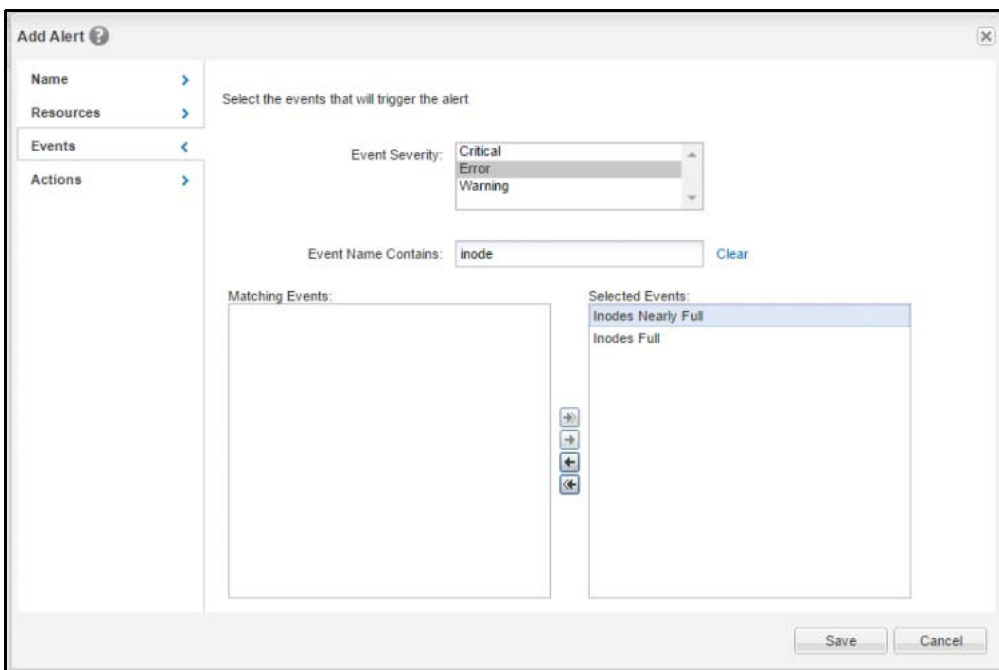 Add Alert ?
Name
Resources
Events
Actions
Select the events that will trigger the alert
Event Severity:
Critical
Error
Warning
Event Name Contains: inode Clear
Matching Events:
Selected Events:
Inodes Nearly Full
Inodes Full
Save Cancel